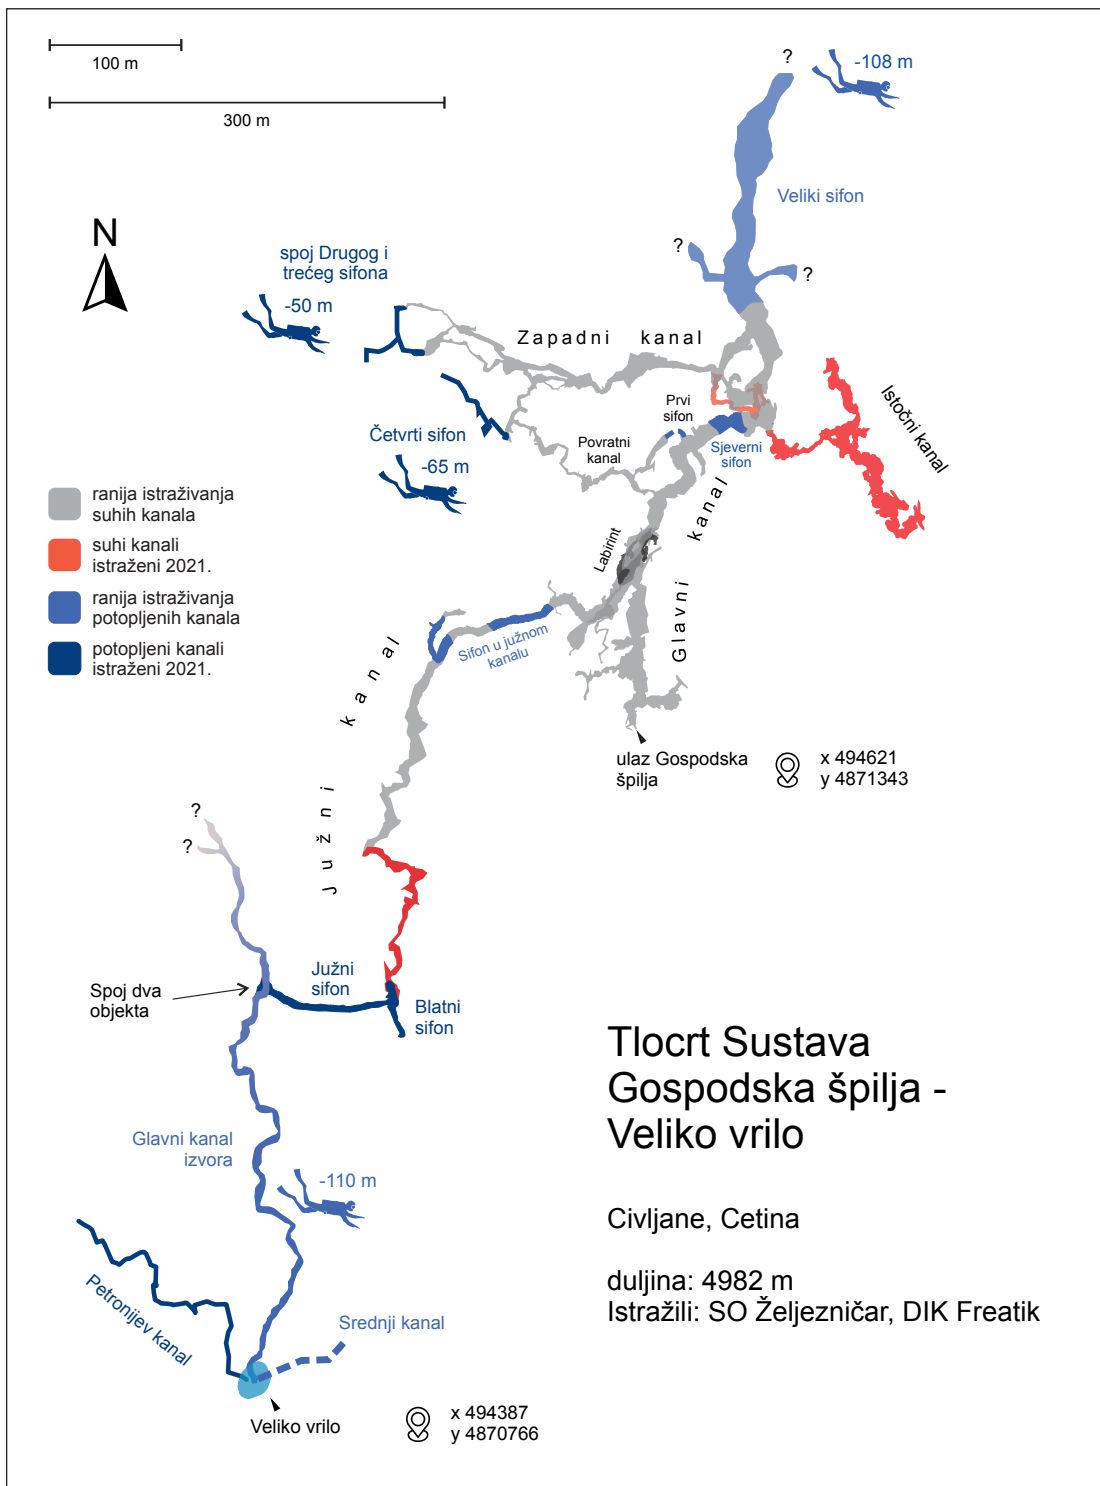 100 m
300 m
N
?
-108 m
Veliki sifon
?
?
spoj Drugog i
trećeg sifona
-50 m
Zapadni kanal
Istočni kanal
Prvi
sifon
Sjeverni
sifon
Četvrti sifon
-65 m
Povratni
kanal
Glavni kanal
Labirint
ranija istraživanja
suhih kanala
suhi kanali
istraženi 2021.
ranija istraživanja
potopljenih kanala
potopljeni kanali
istraženi 2021.
Sifon u južnom
kanalu
Južni kanal
ulaz Gospodska
špilja
x 494621
y 4871343
?
?
Spoj dva
objekta
Južni
sifon
Blatni
sifon
Tlocrt Sustava
Gospodska špilja -
Veliko vrilo
Glavni kanal
izvora
-110 m
Civljane, Cetina
duljina: 4982 m
Istražili: SO Željezničar, DIK Freatik
Petronijev kanal
Srednji kanal
Veliko vrilo
x 494387
y 4870766